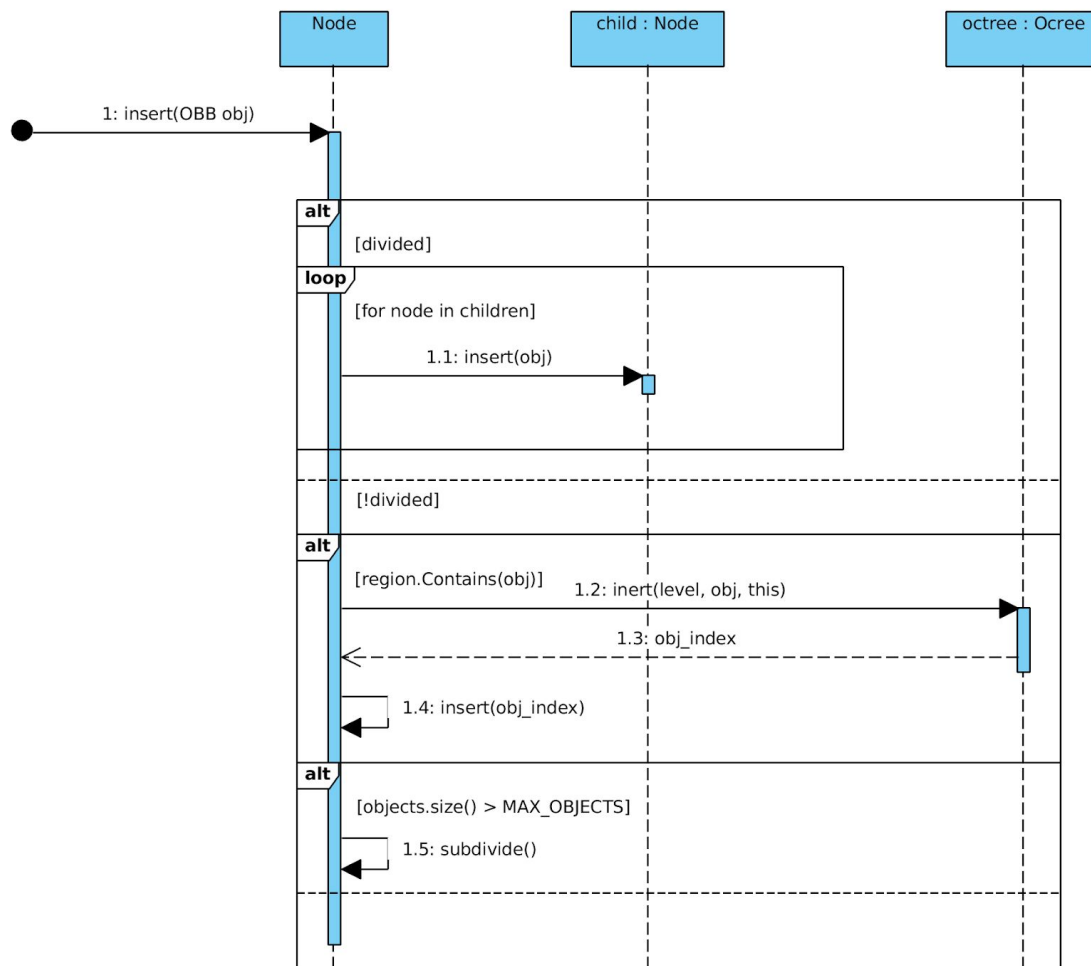 Node
child : Node
octree : Ocree
1: insert(OBB obj)
alt
[divided]
loop
[for node in children]
1.1: insert(obj)
[!divided]
alt
[region.Contains(obj)]
1.2: inert(level, obj, this)
1.3: obj_index
1.4: insert(obj_index)
alt
[objects.size() > MAX_OBJECTS]
1.5: subdivide()